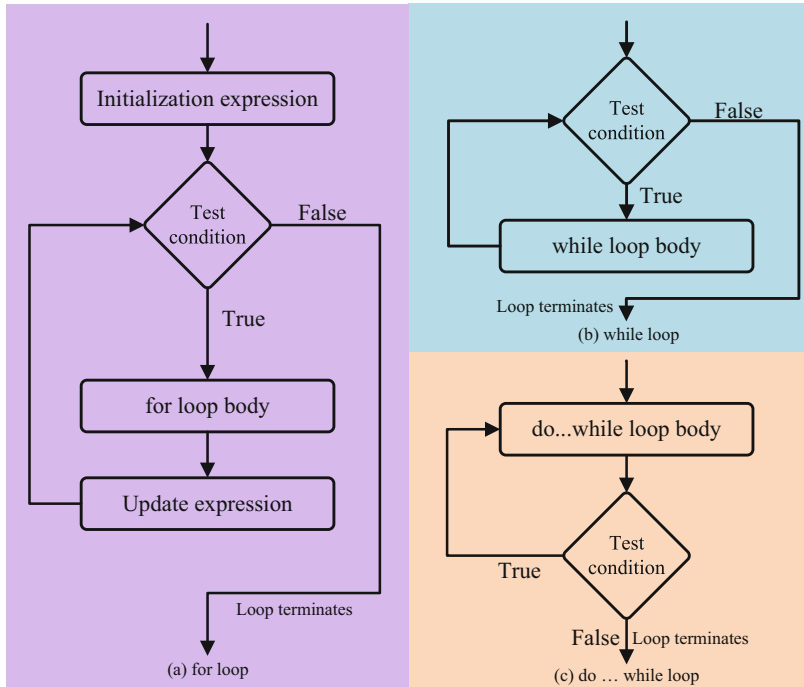 Initialization expression
Test
condition
False
True
for loop body
Update expression
Loop terminates
(a) for loop
Test
condition
False
True
while loop body
Loop terminates
(b) while loop
do...while loop body
Test
condition
True
False
Loop terminates
(c) do … while loop